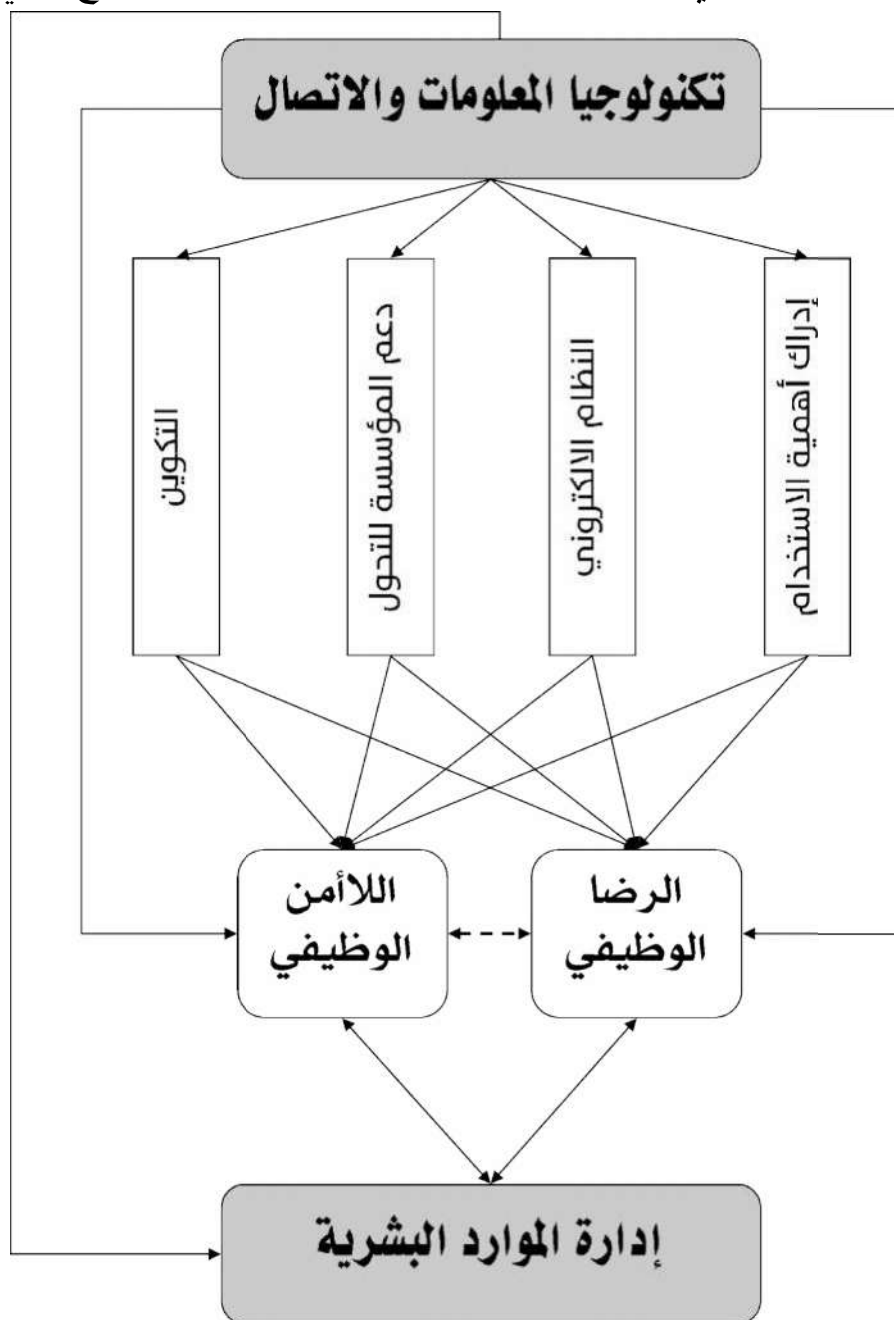 تكنولوجيا المعلومات والاتصال
إدراك أهمية الاستخدام
النظام الالكتروني
دعم المؤسسة للتحول
التكوين
الرضا
الوظيفي
اللاأمن
الوظيفي
إدارة الموارد البشرية